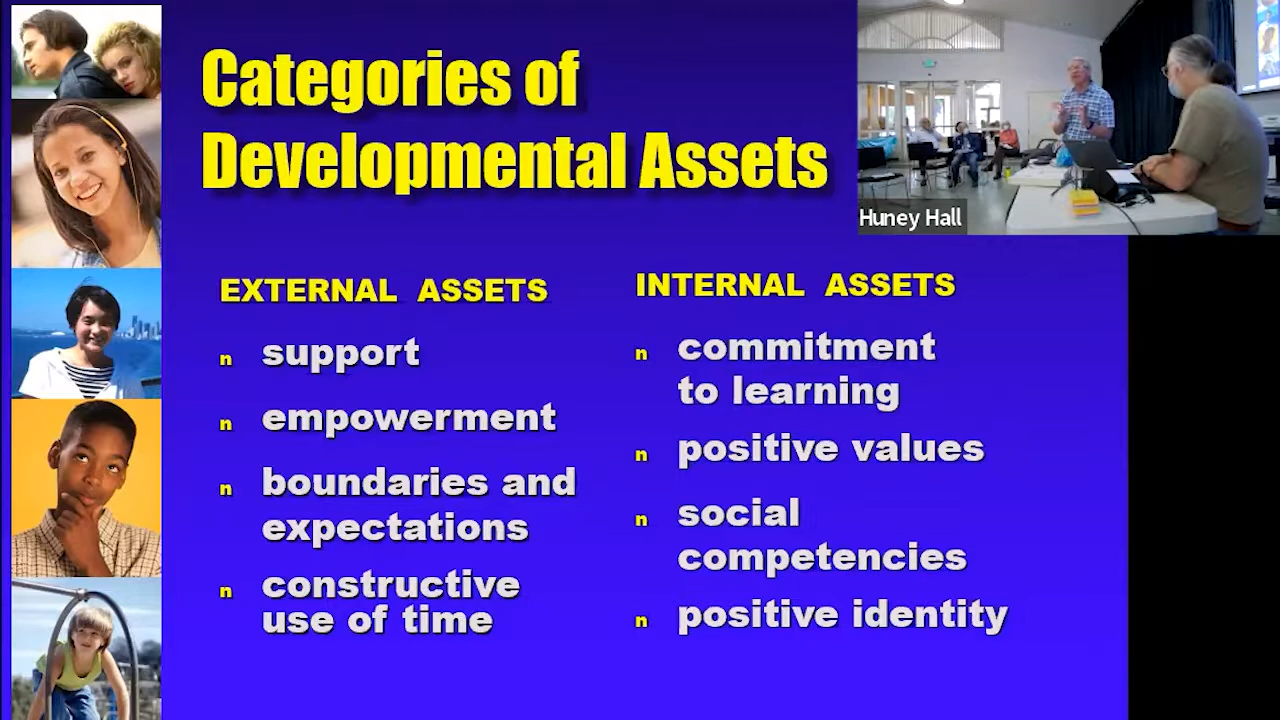 Categories of
Developmental Assets
Huney Hall
EXTERNAL ASSETS
n support
n empowerment
n boundaries and
expectations
n constructive
use of time
INTERNAL ASSETS
n commitment
to learning
n positive values
n social
competencies
n positive identity